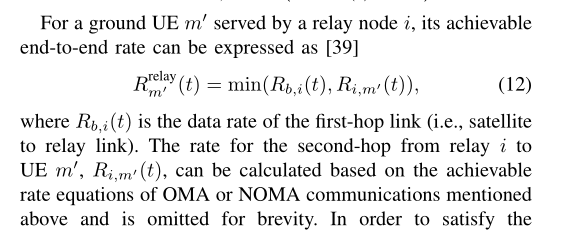 For a ground UE m′ served by a relay node i, its achievable
end-to-end rate can be expressed as [39]
R_{m′}^{relay}(t) = min(R_{b,i}(t), R_{i,m′}(t)), (12)
where R_{b,i}(t) is the data rate of the first-hop link (i.e., satellite
to relay link). The rate for the second-hop from relay i to
UE m′, R_{i,m′}(t), can be calculated based on the achievable
rate equations of OMA or NOMA communications mentioned
above and is omitted for brevity. In order to satisfy the